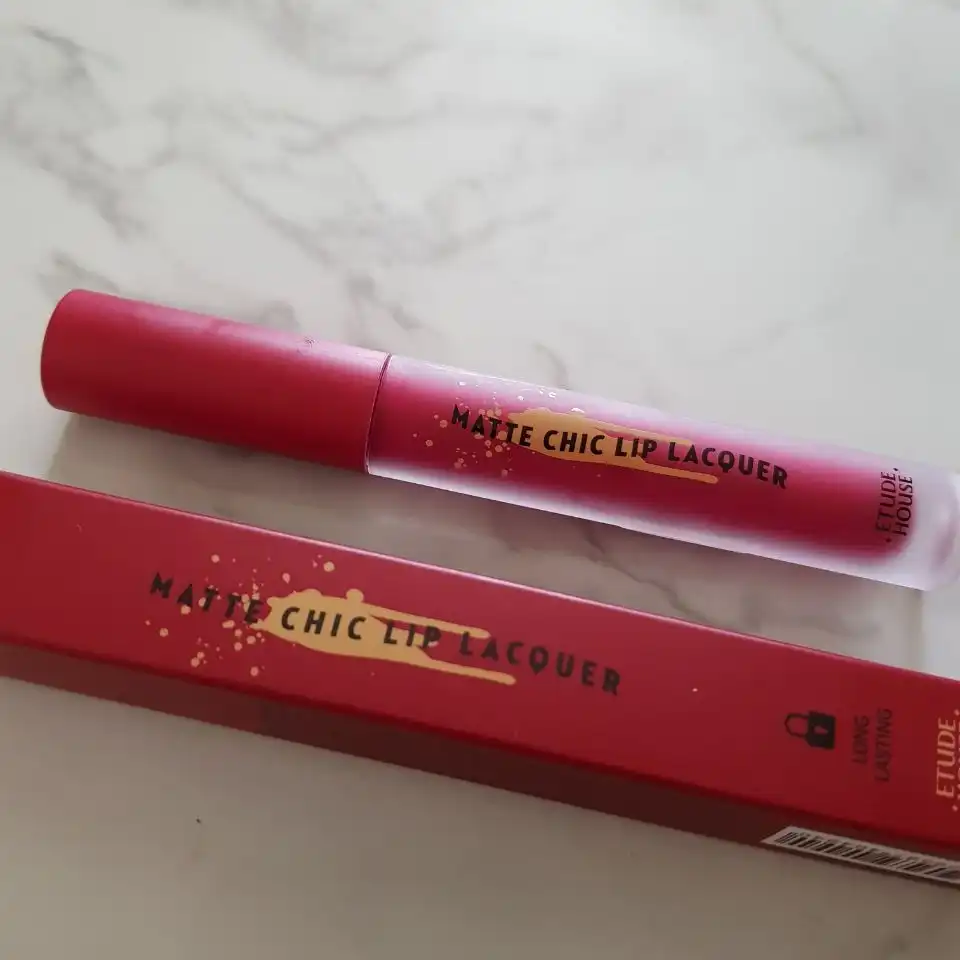 MATTE CHIC LIP LACQUER
ETUDE
HOUSE
MATTE CHIC LIP LACQUER
LONG
LASTING
ETUDE